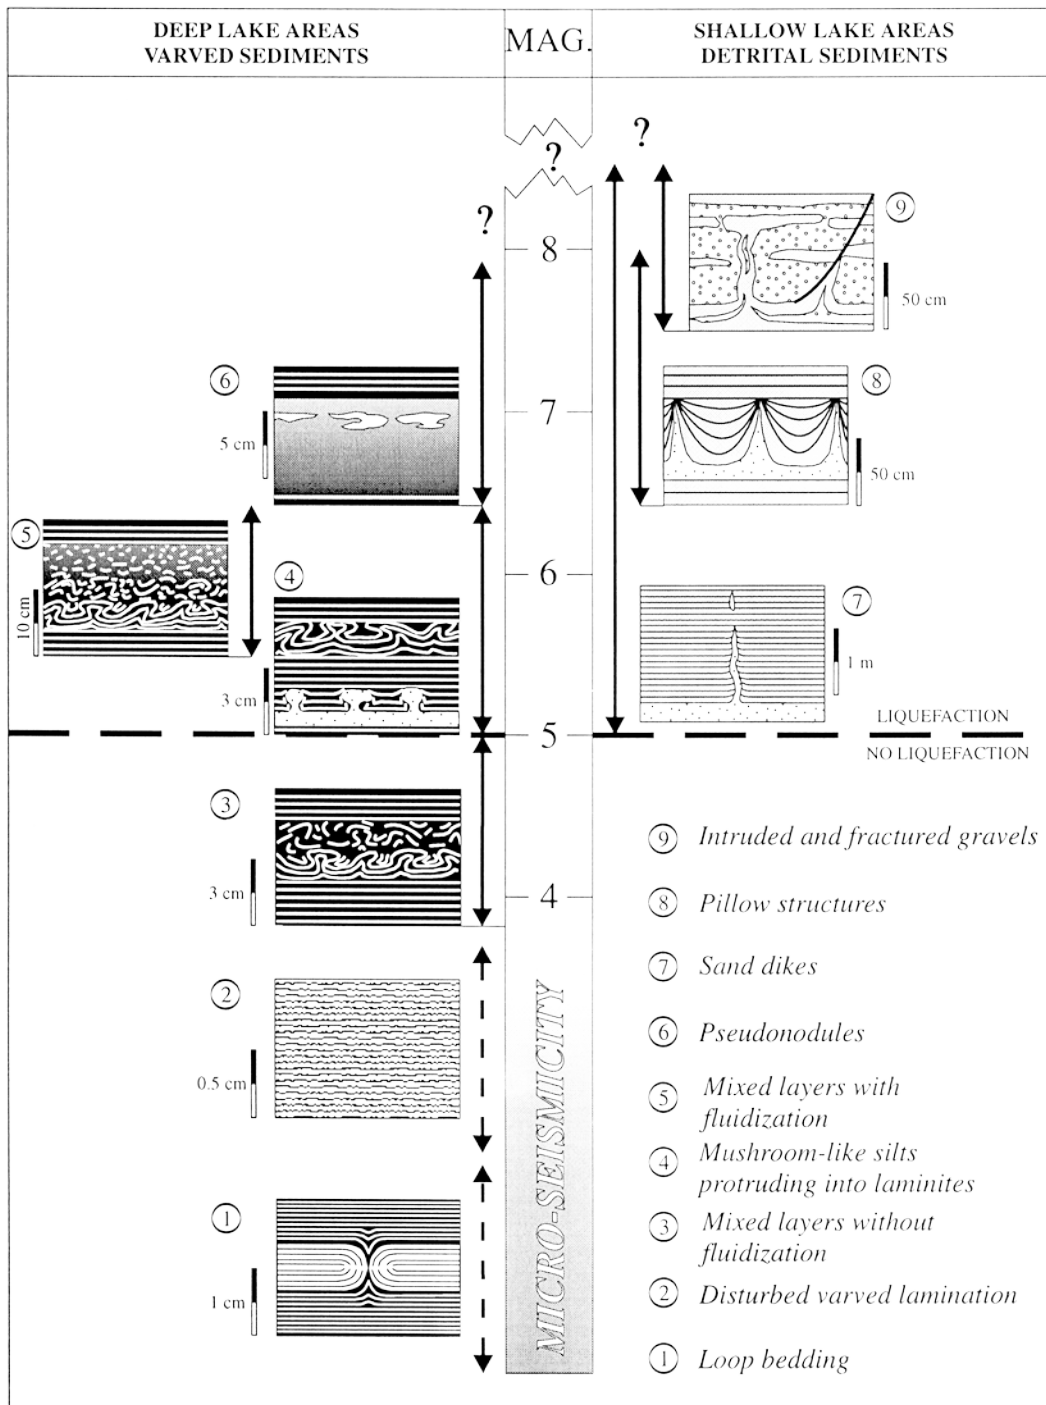 DEEP LAKE AREAS
VARVED SEDIMENTS
MAG.
SHALLOW LAKE AREAS
DETRITAL SEDIMENTS
?
?
?
8
9
50 cm
6
5 cm
7
8
50 cm
5
10 cm
4
3 cm
6
7
1 m
LIQUEFACTION
5
NO LIQUEFACTION
3
3 cm
4
2
0.5 cm
1
1 cm
MICRO-SEISMICITY
9 Intruded and fractured gravels
8 Pillow structures
7 Sand dikes
6 Pseudonodules
5 Mixed layers with
fluidization
4 Mushroom-like silts
protruding into laminites
3 Mixed layers without
fluidization
2 Disturbed varved lamination
1 Loop bedding